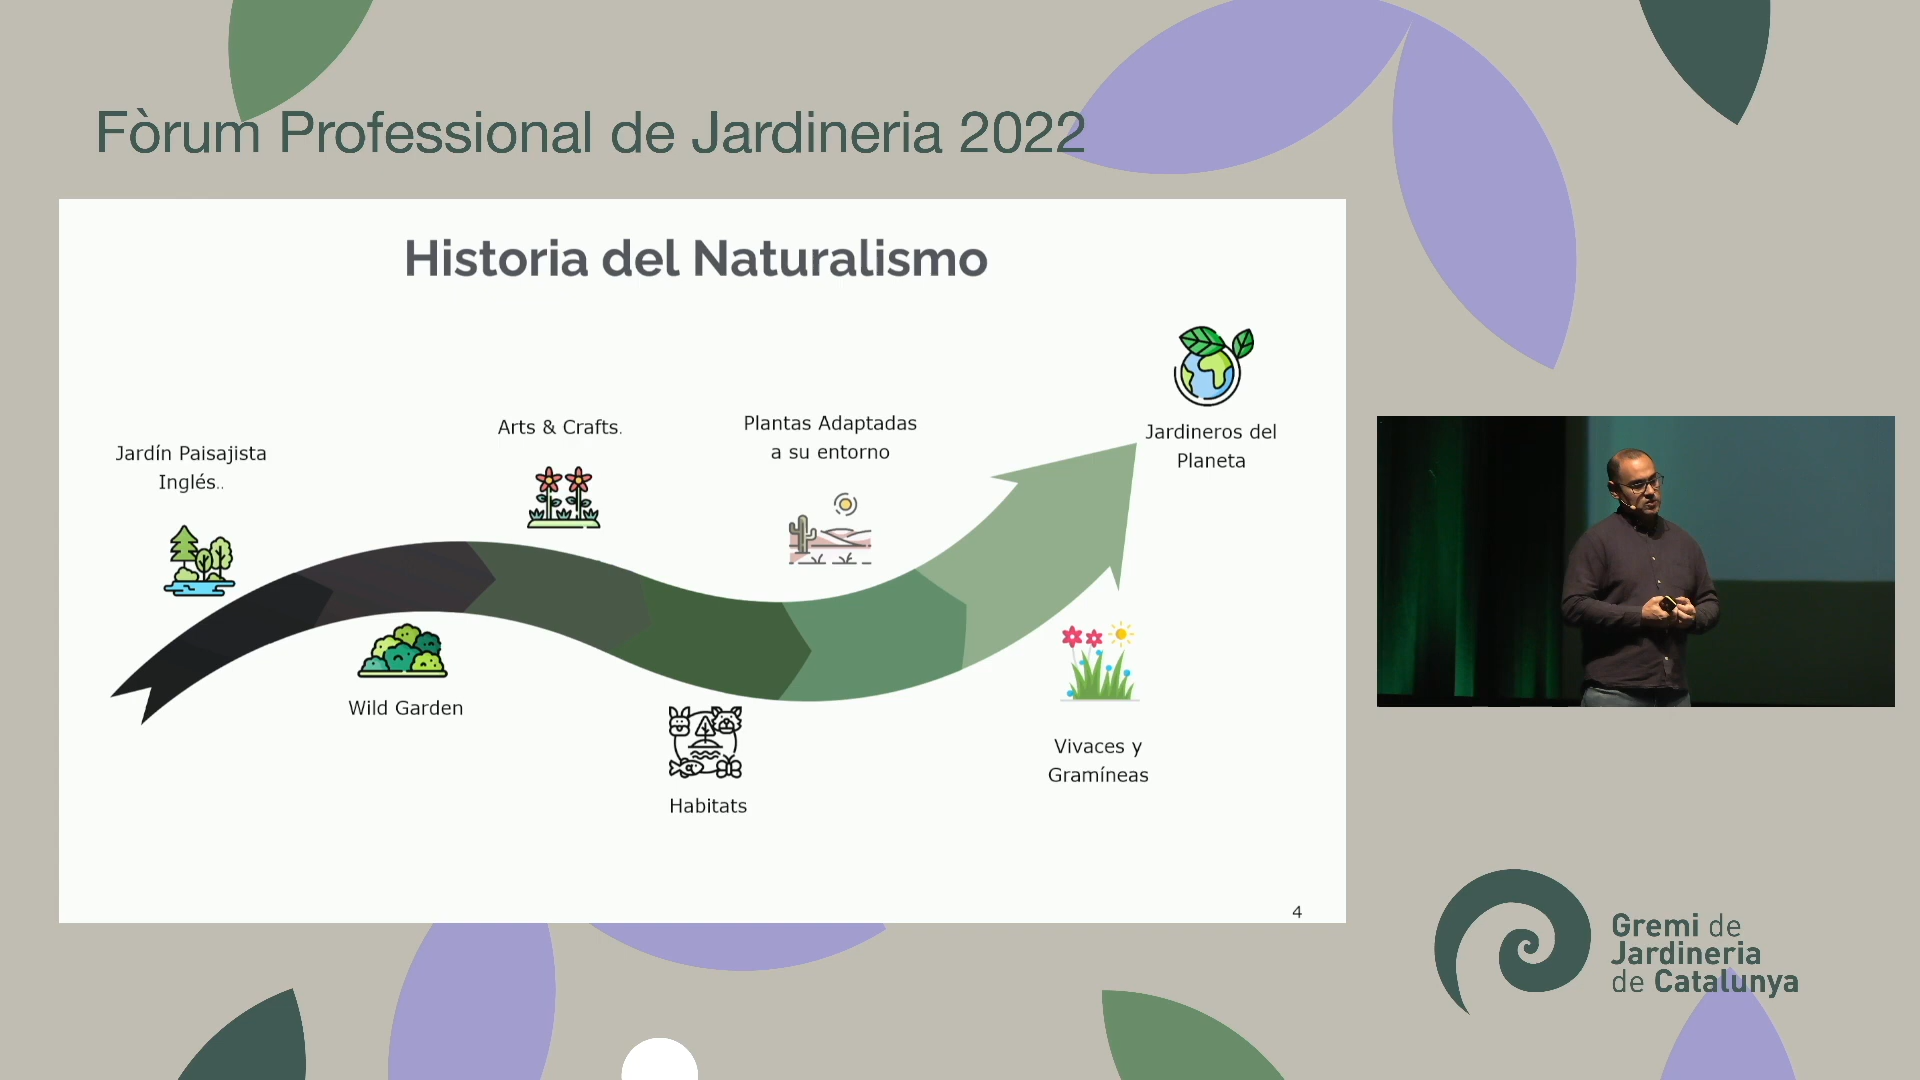 Fòrum Professional de Jardineria 2022
Historia del Naturalismo
Jardín Paisajista
Inglés..
Wild Garden
Arts & Crafts.
Habitats
Plantas Adaptadas
a su entorno
Vivaces y
Gramíneas
Jardineros del
Planeta
4
Gremi de
Jardineria
de Catalunya